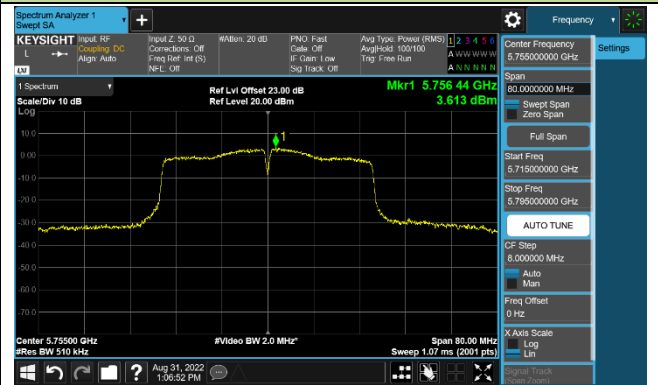 Spectrum Analyzer 1
Swept SA
+
Frequency
KEYSIGHT
L
LXI
Input: RF
Coupling: DC
Align: Auto
Input Z: 50 Ω
Corrections: Off
Freq Ref: Int (S)
NFE: Off
#Atten: 20 dB
PNO: Fast
Gate: Off
IF Gain: Low
Sig Track: Off
Avg Type: Power (RMS)
Avg|Hold: 100/100
Trig: Free Run
1 2 3 4 5 6
A W W W W W
A N N N N N
Center Frequency
5.755000000 GHz
Settings
Span
80.0000000 MHz
Swept Span
Zero Span
Full Span
Start Freq
5.715000000 GHz
Stop Freq
5.795000000 GHz
AUTO TUNE
CF Step
8.000000 MHz
Auto
Man
Freq Offset
0 Hz
X Axis Scale
Log
Lin
Signal Track
(Span Zoom)
1 Spectrum
Scale/Div 10 dB
Log
Ref Lvl Offset 23.00 dB
Ref Level 20.00 dBm
Mkr1 5.756 44 GHz
3.613 dBm
1
10.0
0.00
-10.0
-20.0
-30.0
-40.0
-50.0
-60.0
-70.0
Center 5.75500 GHz
#Res BW 510 kHz
#Video BW 2.0 MHz*
Span 80.00 MHz
Sweep 1.07 ms (2001 pts)
?
Aug 31, 2022
1:06:52 PM